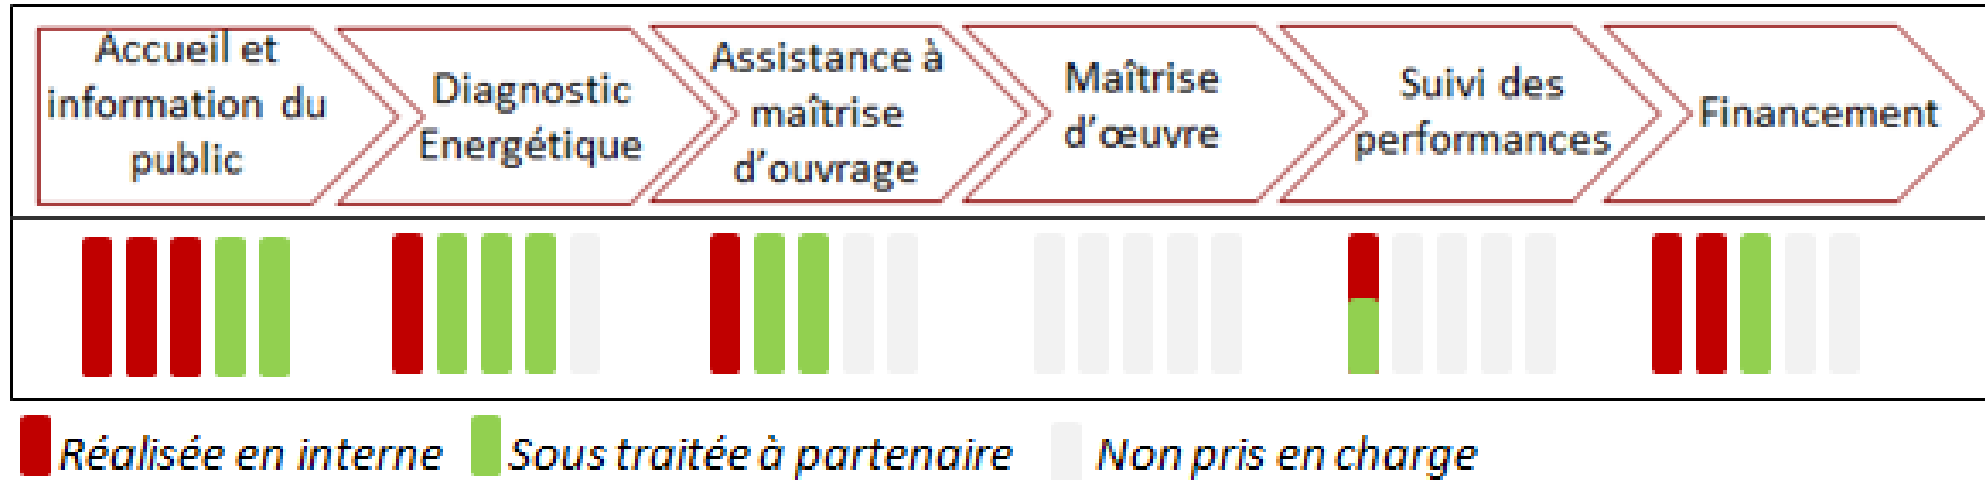 Accueil et
information du
public
Diagnostic
Energétique
Assistance à
maîtrise
d'ouvrage
Maîtrise
d'œuvre
Suivi des
performances
Financement
Réalisée en interne
Sous traitée à partenaire
Non pris en charge